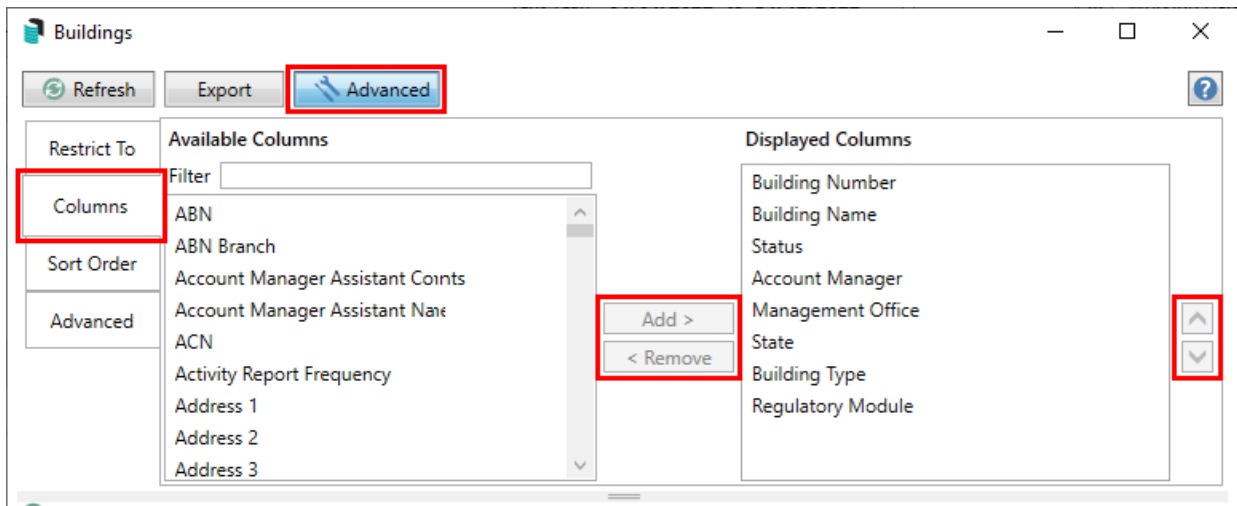 Buildings
Refresh
Export
Advanced
Restrict To
Columns
Sort Order
Advanced
Available Columns
Filter
ABN
ABN Branch
Account Manager Assistant
Account Manager Assistant
ACN
Activity Report Frequency
Address 1
Address 2
Address 3
Add >
< Remove
Displayed Columns
Building Number
Building Name
Status
Account Manager
Management Office
State
Building Type
Regulatory Module